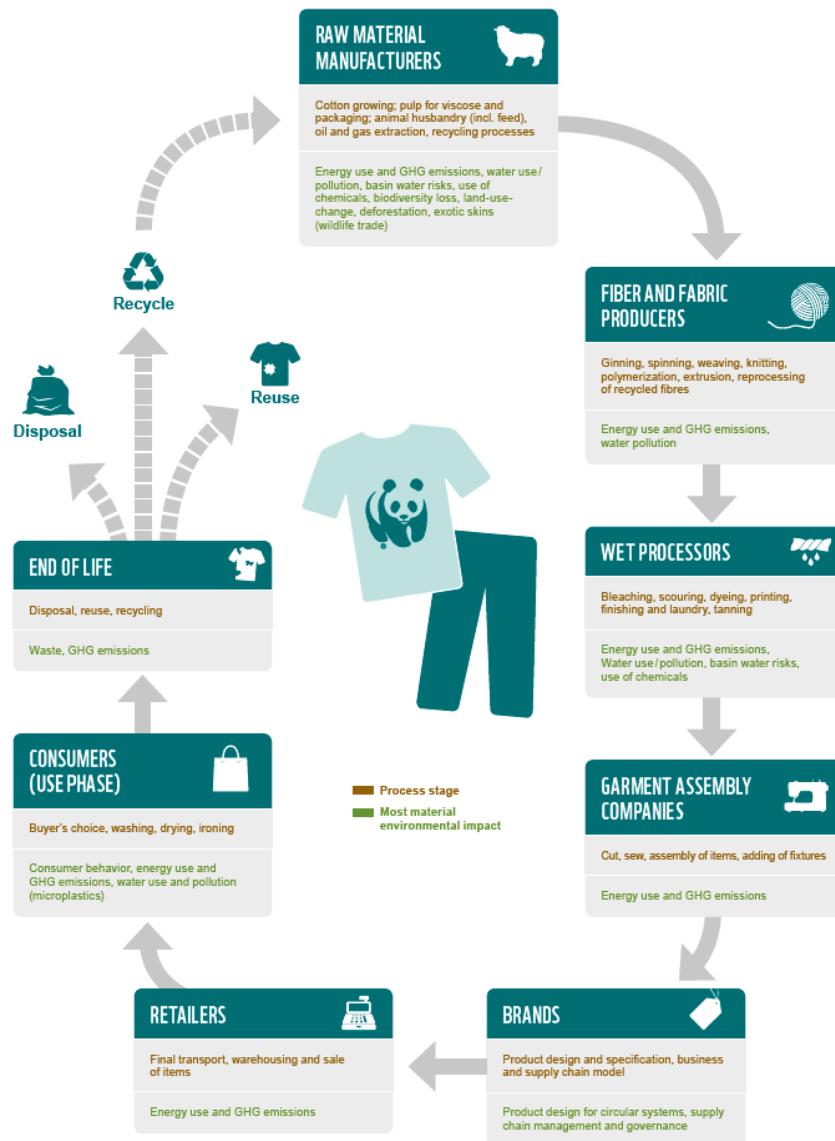 RAW MATERIAL
MANUFACTURERS
Cotton growing; pulp for viscose and
packaging; animal husbandry (incl. feed),
oil and gas extraction, recycling processes
Energy use and GHG emissions, water use/
pollution, basin water risks, use of
chemicals, biodiversity loss, land-use-
change, deforestation, exotic skins
(wildlife trade)
FIBER AND FABRIC
PRODUCERS
Ginning, spinning, weaving, knitting,
polymerization, extrusion, reprocessing
of recycled fibres
Energy use and GHG emissions,
water pollution
WET PROCESSORS
Bleaching, scouring, dyeing, printing,
finishing and laundry, tanning
Energy use and GHG emissions,
Water use/pollution, basin water risks,
use of chemicals
GARMENT ASSEMBLY
COMPANIES
Cut, sew, assembly of items, adding of fixtures
Energy use and GHG emissions
BRANDS
Product design and specification, business
and supply chain model
Product design for circular systems, supply
chain management and governance
RETAILERS
Final transport, warehousing and sale
of items
Energy use and GHG emissions
CONSUMERS
(USE PHASE)
Buyer's choice, washing, drying, ironing
Consumer behavior, energy use and
GHG emissions, water use and pollution
(microplastics)
END OF LIFE
Disposal, reuse, recycling
Waste, GHG emissions
Disposal
Recycle
Reuse
Process stage
Most material
environmental impact